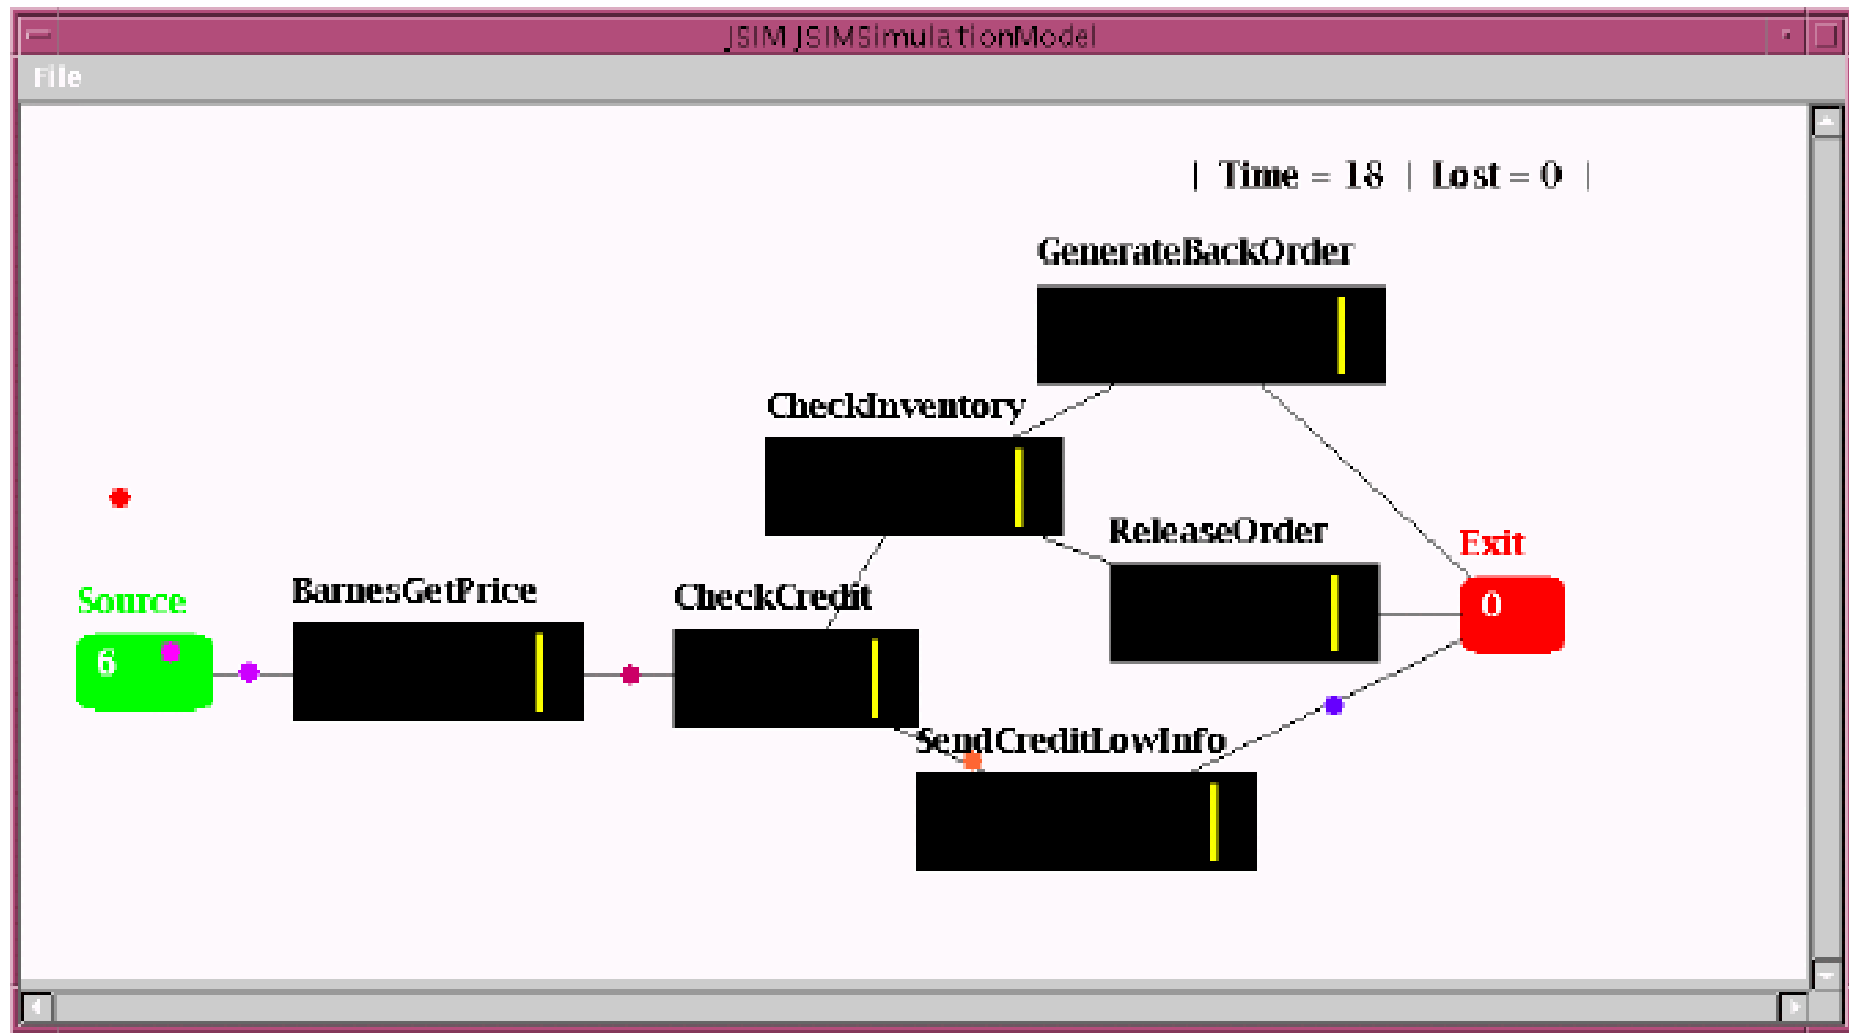 JSIM.JSIMSimulationModel
File
| Time = 18 | Lost = 0 |
GenerateBackOrder
CheckInventory
ReleaseOrder
Exit
0
Source
6
BarnesGetPrice
CheckCredit
SendCreditLowInfo